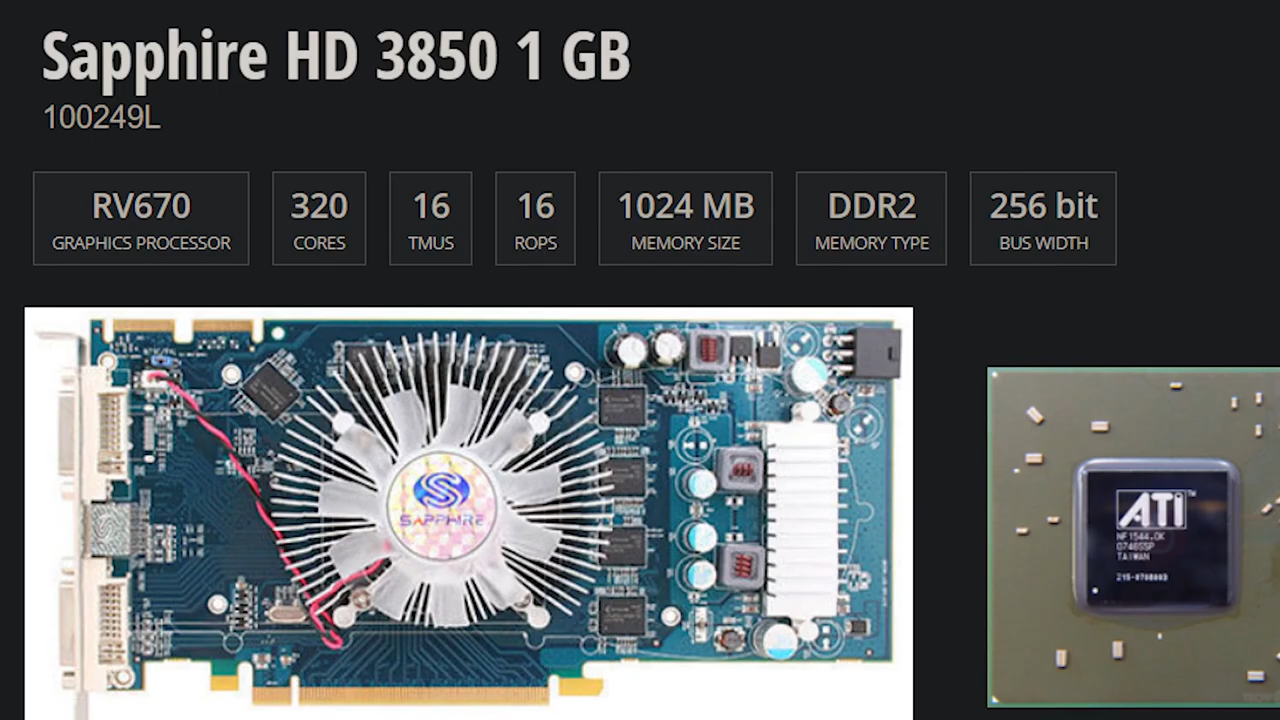 Sapphire HD 3850 1 GB
100249L
RV670 320 16 16 1024 MB DDR2 256 bit
GRAPHICS PROCESSOR CORES TMUS ROPS MEMORY SIZE MEMORY TYPE BUS WIDTH
SAPPHIRE
ATI
TAIWAN